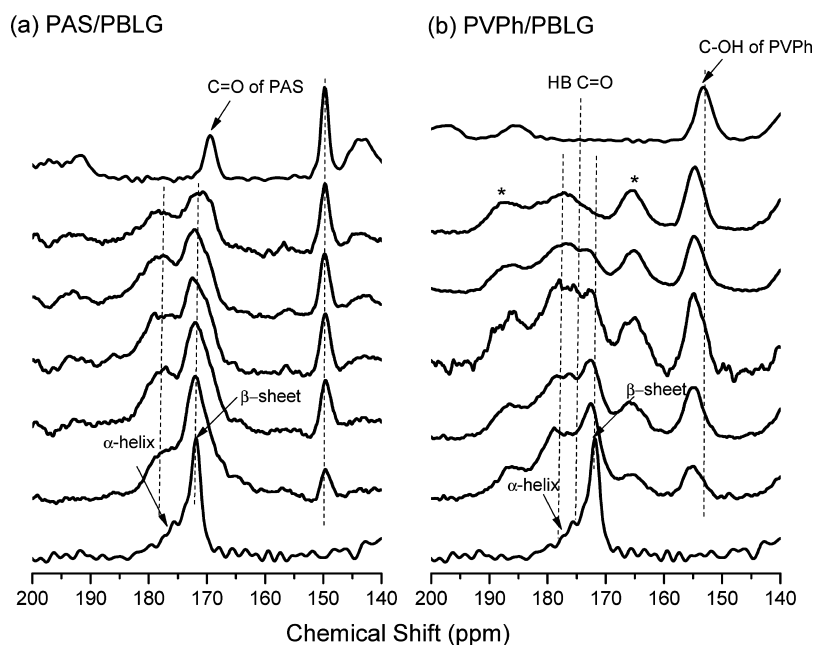 (a) PAS/PBLG
(b) PVPh/PBLG
C=O of PAS
C-OH of PVPh
HB C=O
* *
β-sheet
α-helix
β-sheet
α-helix
200 190 180 170 160 150 140
200 190 180 170 160 150 140
Chemical Shift (ppm)